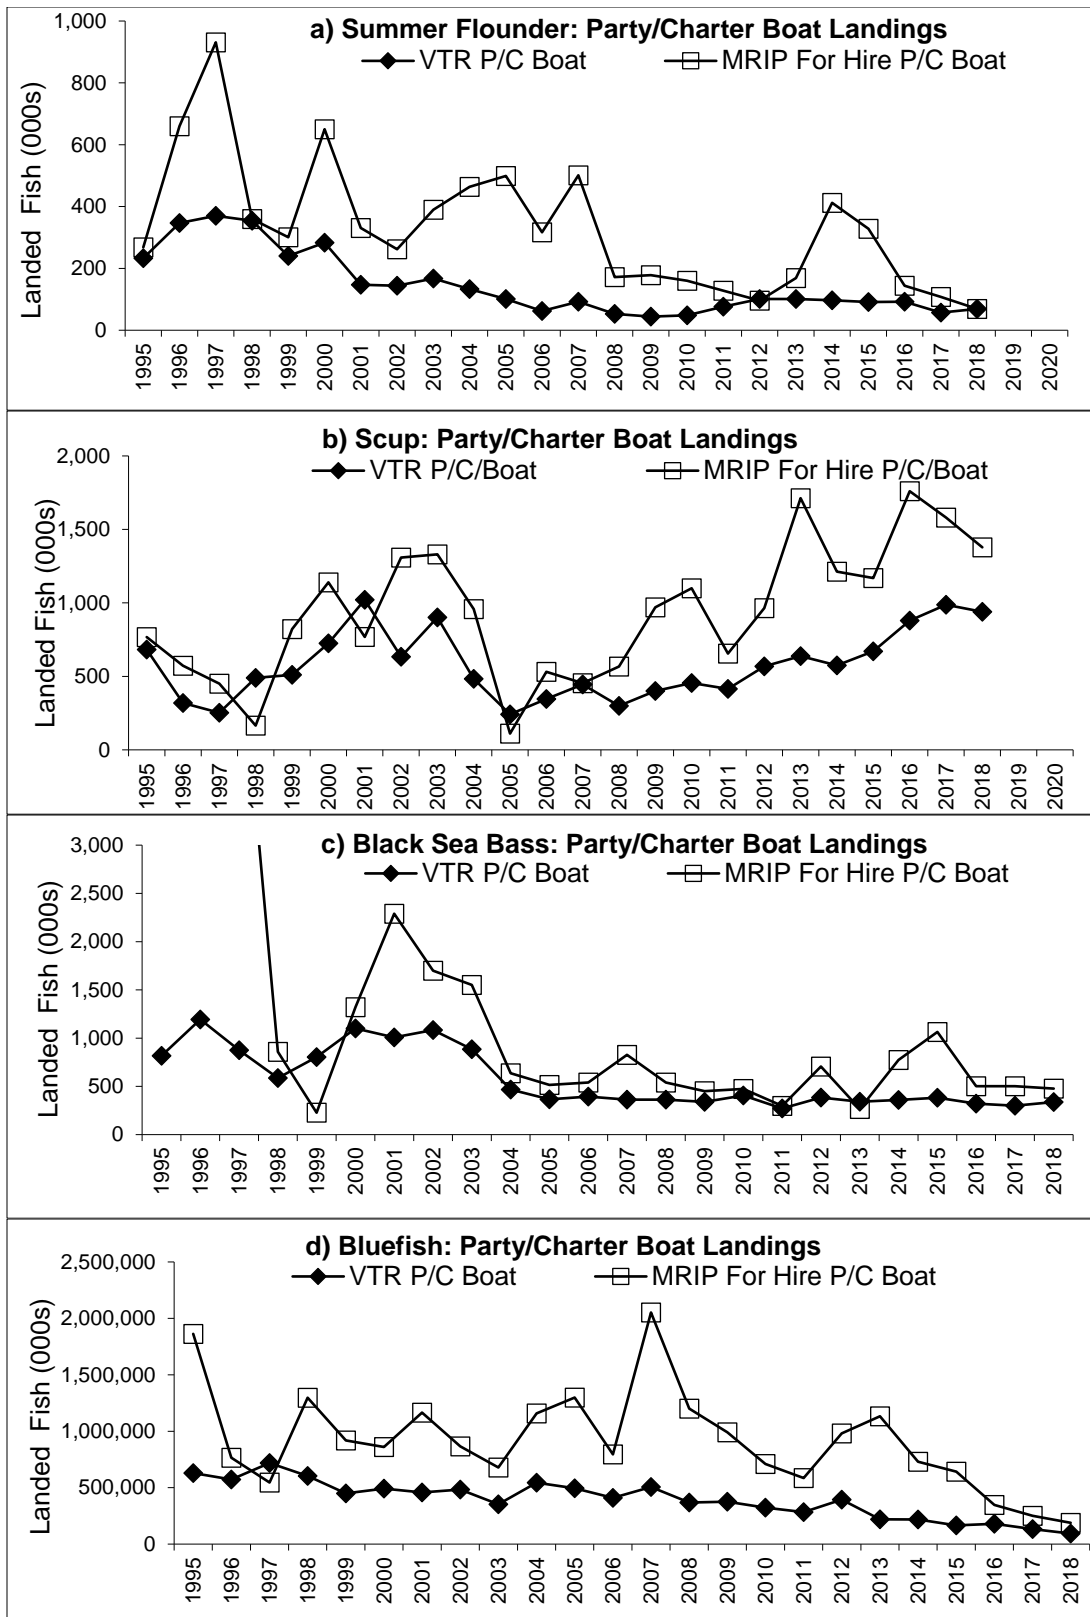 a) Summer Flounder: Party/Charter Boat Landings
VTR P/C Boat
MRIP For Hire P/C Boat
Landed Fish (000s)
1,000
800
600
400
200
0
1995 1996 1997 1998 1999 2000 2001 2002 2003 2004 2005 2006 2007 2008 2009 2010 2011 2012 2013 2014 2015 2016 2017 2018 2019 2020
b) Scup: Party/Charter Boat Landings
VTR P/C/Boat
MRIP For Hire P/C/Boat
Landed Fish (000s)
2,000
1,500
1,000
500
0
1995 1996 1997 1998 1999 2000 2001 2002 2003 2004 2005 2006 2007 2008 2009 2010 2011 2012 2013 2014 2015 2016 2017 2018 2019 2020
c) Black Sea Bass: Party/Charter Boat Landings
VTR P/C Boat
MRIP For Hire P/C Boat
Landed Fish (000s)
3,000
2,500
2,000
1,500
1,000
500
0
1995 1996 1997 1998 1999 2000 2001 2002 2003 2004 2005 2006 2007 2008 2009 2010 2011 2012 2013 2014 2015 2016 2017 2018
d) Bluefish: Party/Charter Boat Landings
VTR P/C Boat
MRIP For Hire P/C Boat
Landed Fish (000s)
2,500,000
2,000,000
1,500,000
1,000,000
500,000
0
1995 1996 1997 1998 1999 2000 2001 2002 2003 2004 2005 2006 2007 2008 2009 2010 2011 2012 2013 2014 2015 2016 2017 2018